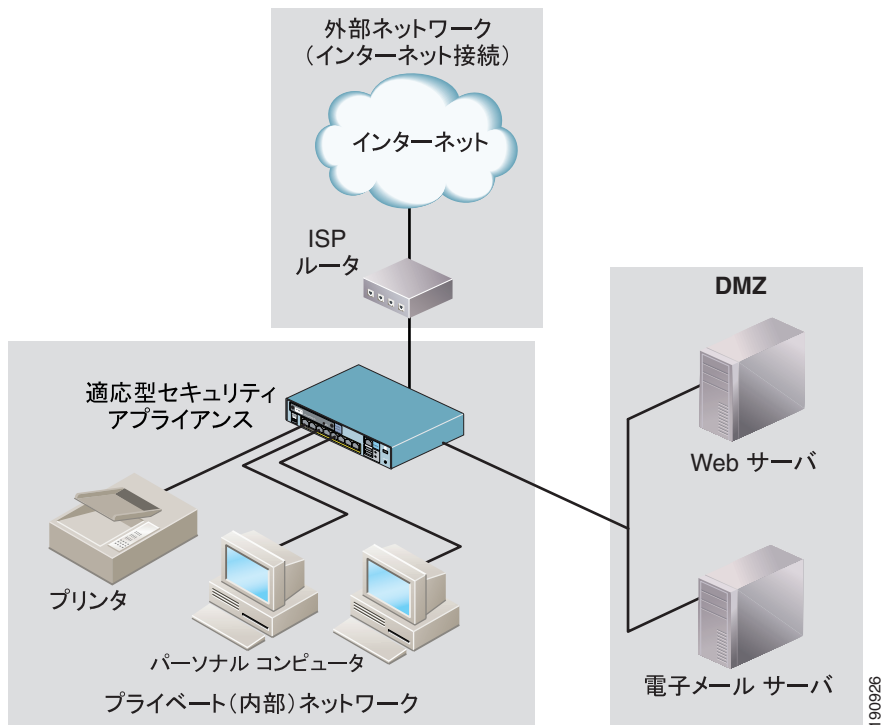 外部ネットワーク
（インターネット接続）
インターネット
ISP
ルータ
DMZ
適応型セキュリティ
アプライアンス
Web サーバ
プリンタ
パーソナル コンピュータ
プライベート（内部）ネットワーク
電子メール サーバ
190926